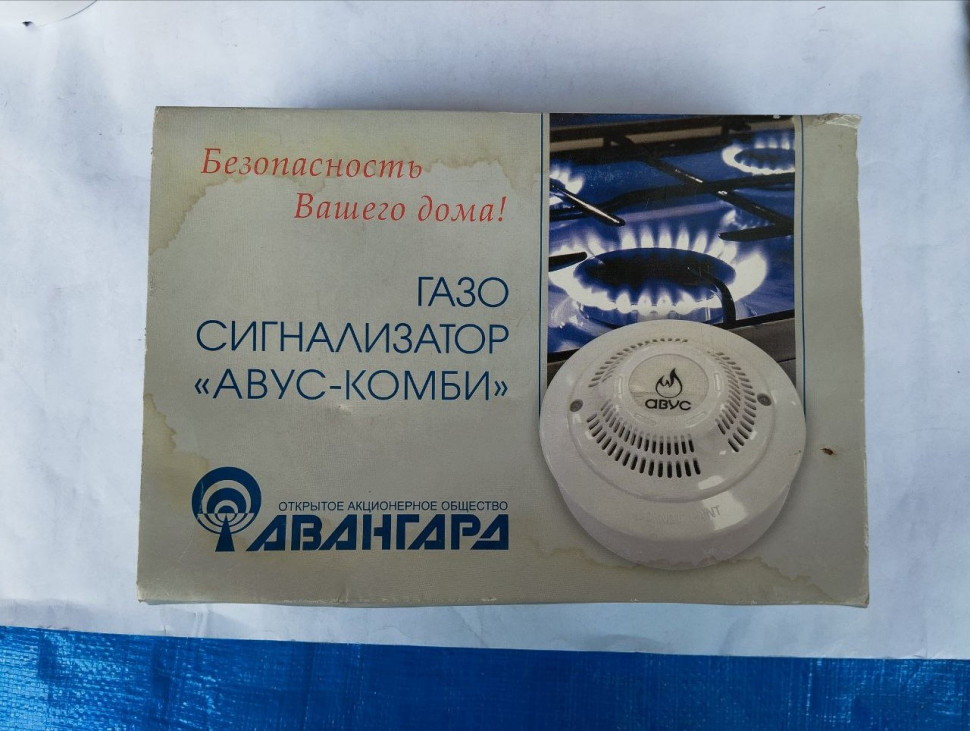 Безопасность
Вашего дома!
ГАЗО
СИГНАЛИЗАТОР
«АВУС-КОМБИ»
авус
ОТКРЫТОЕ АКЦИОНЕРНОЕ ОБЩЕСТВО
АВАНГАРД